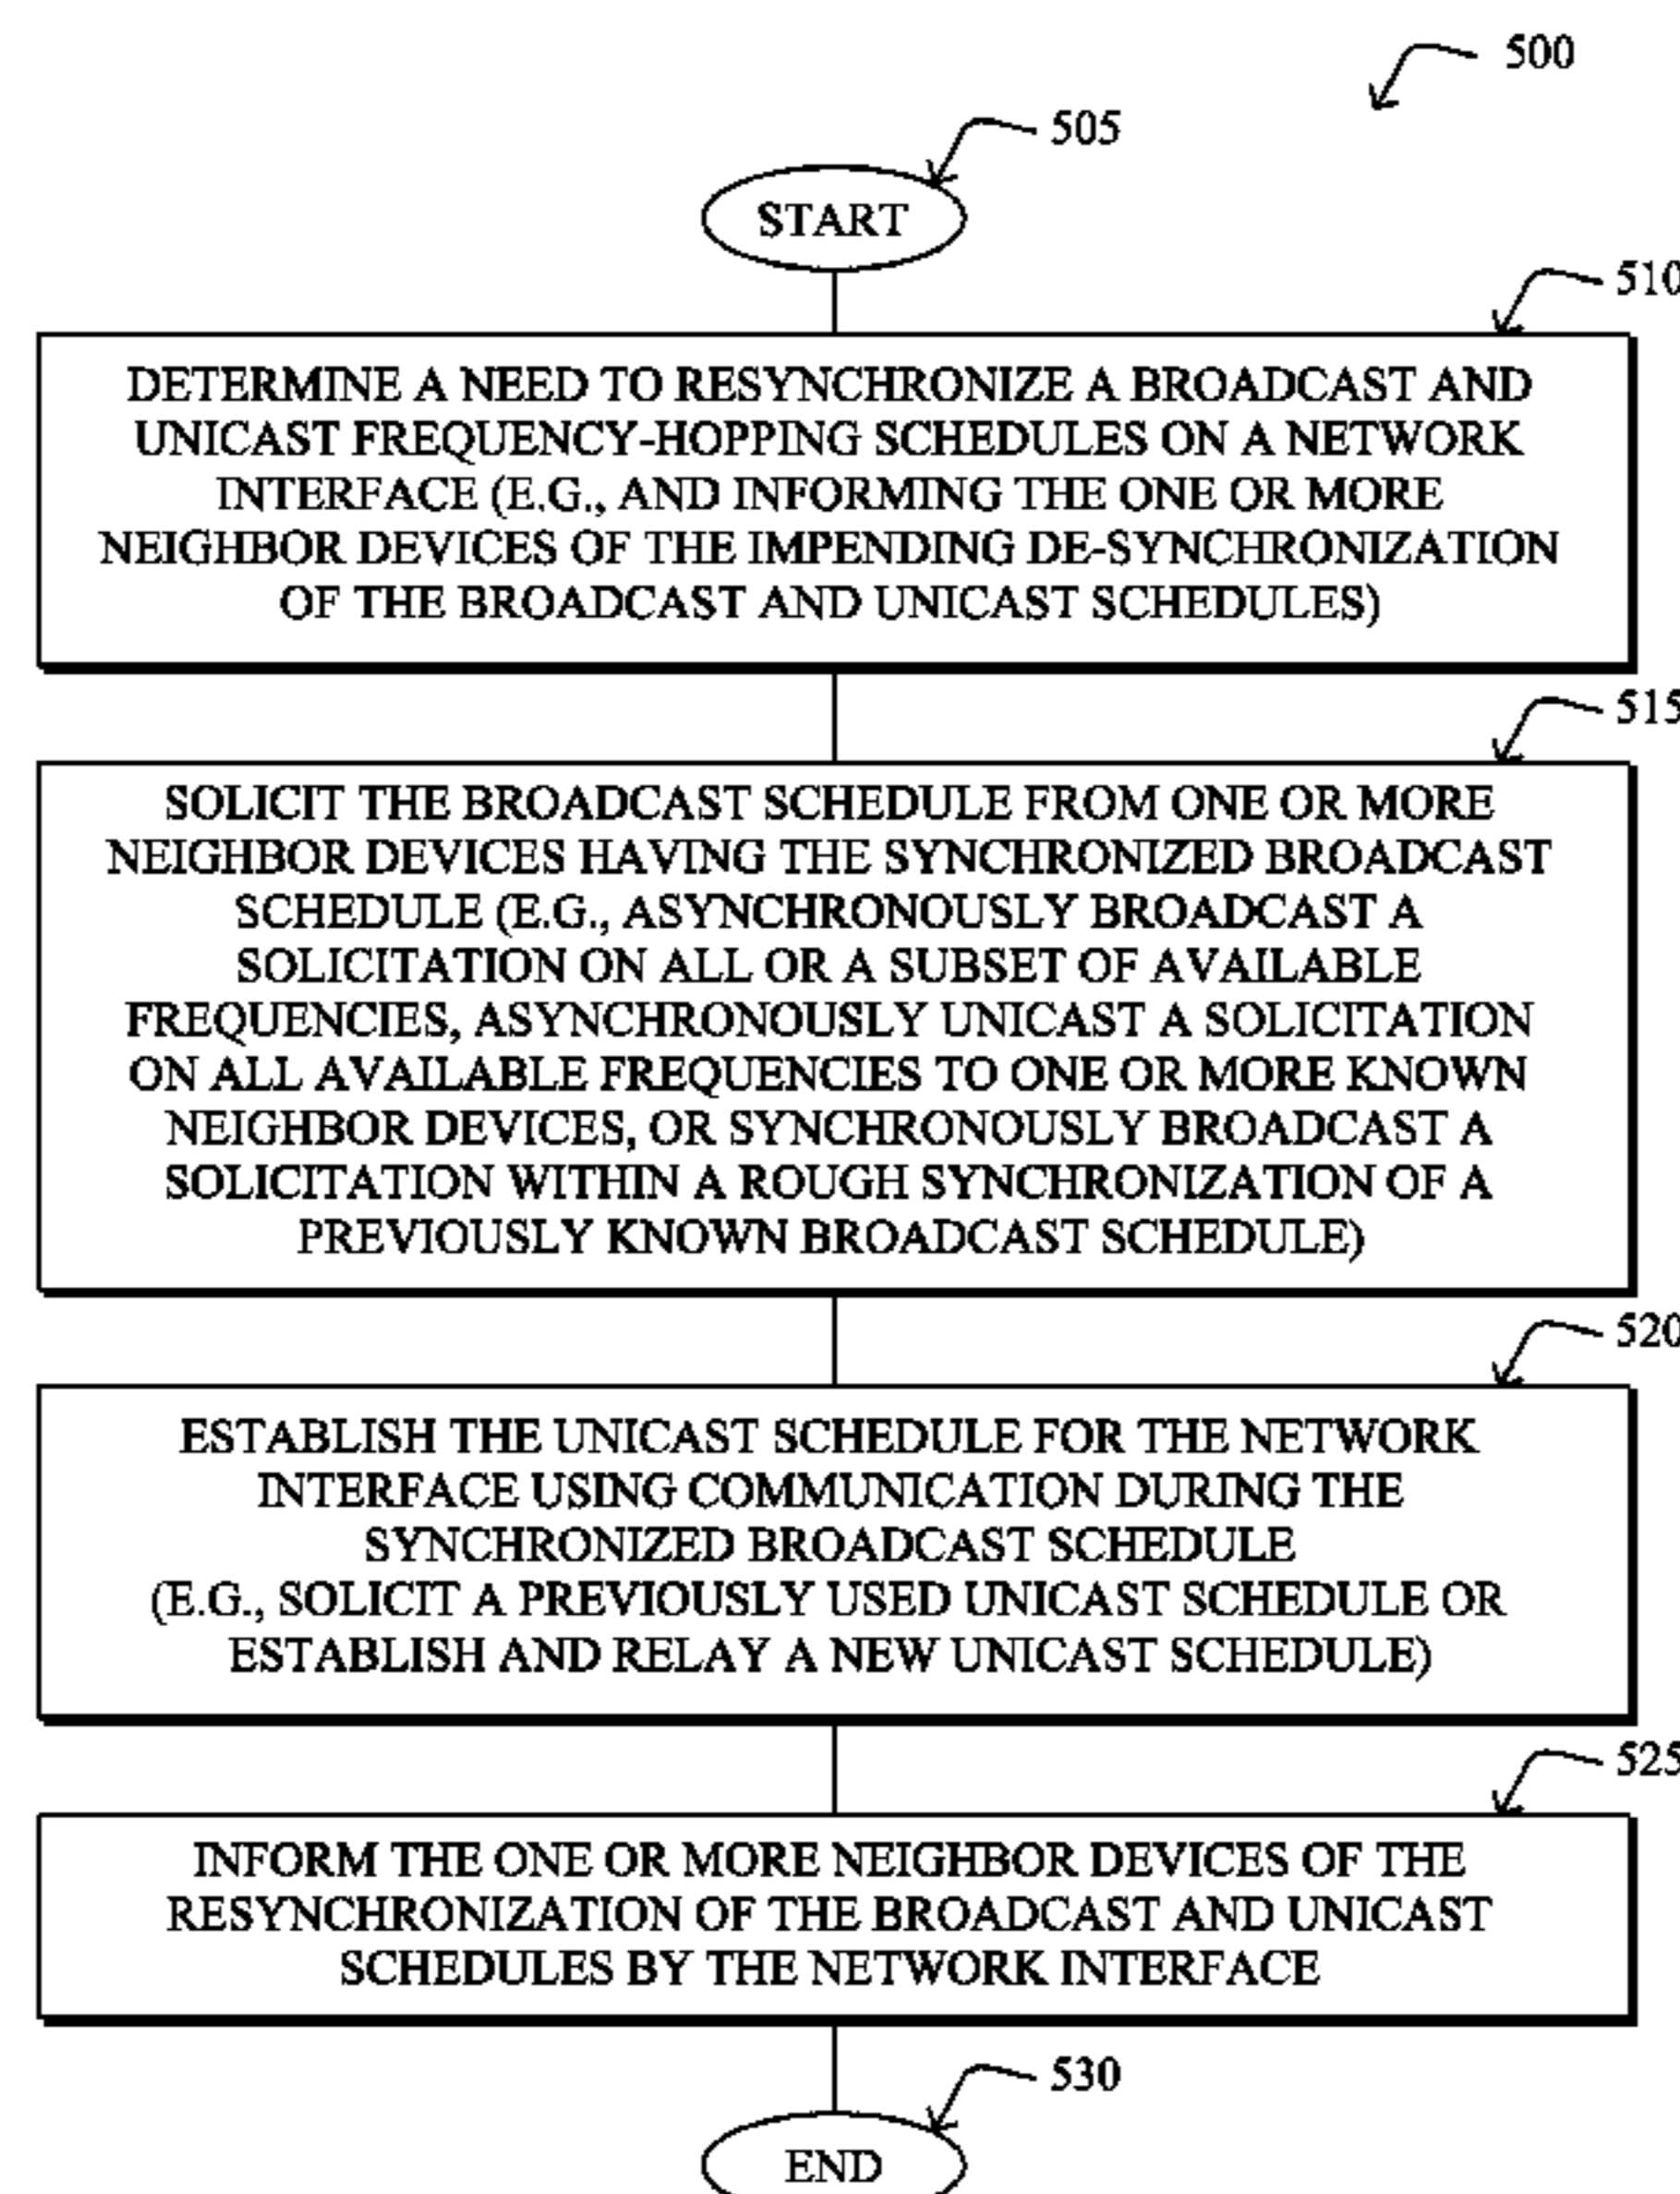 500
505
START
510
DETERMINE A NEED TO RESYNCHRONIZE A BROADCAST AND
UNICAST FREQUENCY-HOPPING SCHEDULES ON A NETWORK
INTERFACE (E.G., AND INFORMING THE ONE OR MORE
NEIGHBOR DEVICES OF THE IMPENDING DE-SYNCHRONIZATION
OF THE BROADCAST AND UNICAST SCHEDULES)
515
SOLICIT THE BROADCAST SCHEDULE FROM ONE OR MORE
NEIGHBOR DEVICES HAVING THE SYNCHRONIZED BROADCAST
SCHEDULE (E.G., ASYNCHRONOUSLY BROADCAST A
SOLICITATION ON ALL OR A SUBSET OF AVAILABLE
FREQUENCIES, ASYNCHRONOUSLY UNICAST A SOLICITATION
ON ALL AVAILABLE FREQUENCIES TO ONE OR MORE KNOWN
NEIGHBOR DEVICES, OR SYNCHRONOUSLY BROADCAST A
SOLICITATION WITHIN A ROUGH SYNCHRONIZATION OF A
PREVIOUSLY KNOWN BROADCAST SCHEDULE)
520
ESTABLISH THE UNICAST SCHEDULE FOR THE NETWORK
INTERFACE USING COMMUNICATION DURING THE
SYNCHRONIZED BROADCAST SCHEDULE
(E.G., SOLICIT A PREVIOUSLY USED UNICAST SCHEDULE OR
ESTABLISH AND RELAY A NEW UNICAST SCHEDULE)
525
INFORM THE ONE OR MORE NEIGHBOR DEVICES OF THE
RESYNCHRONIZATION OF THE BROADCAST AND UNICAST
SCHEDULES BY THE NETWORK INTERFACE
530
END